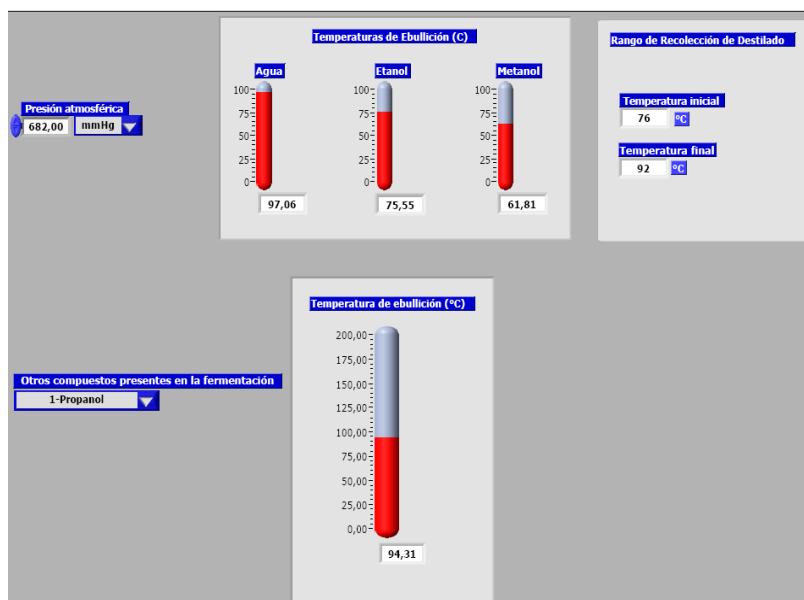 Temperaturas de Ebullición (C)
Rango de Recolección de Destilado
Agua
Etanol
Metanol
100
75
50
25
0
100
75
50
25
0
100
75
50
25
0
97,06
75,55
61,81
Presión atmosférica
682,00 mmHg
Temperatura inicial
76 °C
Temperatura final
92 °C
Temperatura de ebullición (°C)
200,00
175,00
150,00
125,00
100,00
75,00
50,00
25,00
0,00
94,31
Otros compuestos presentes en la fermentación
1-Propanol